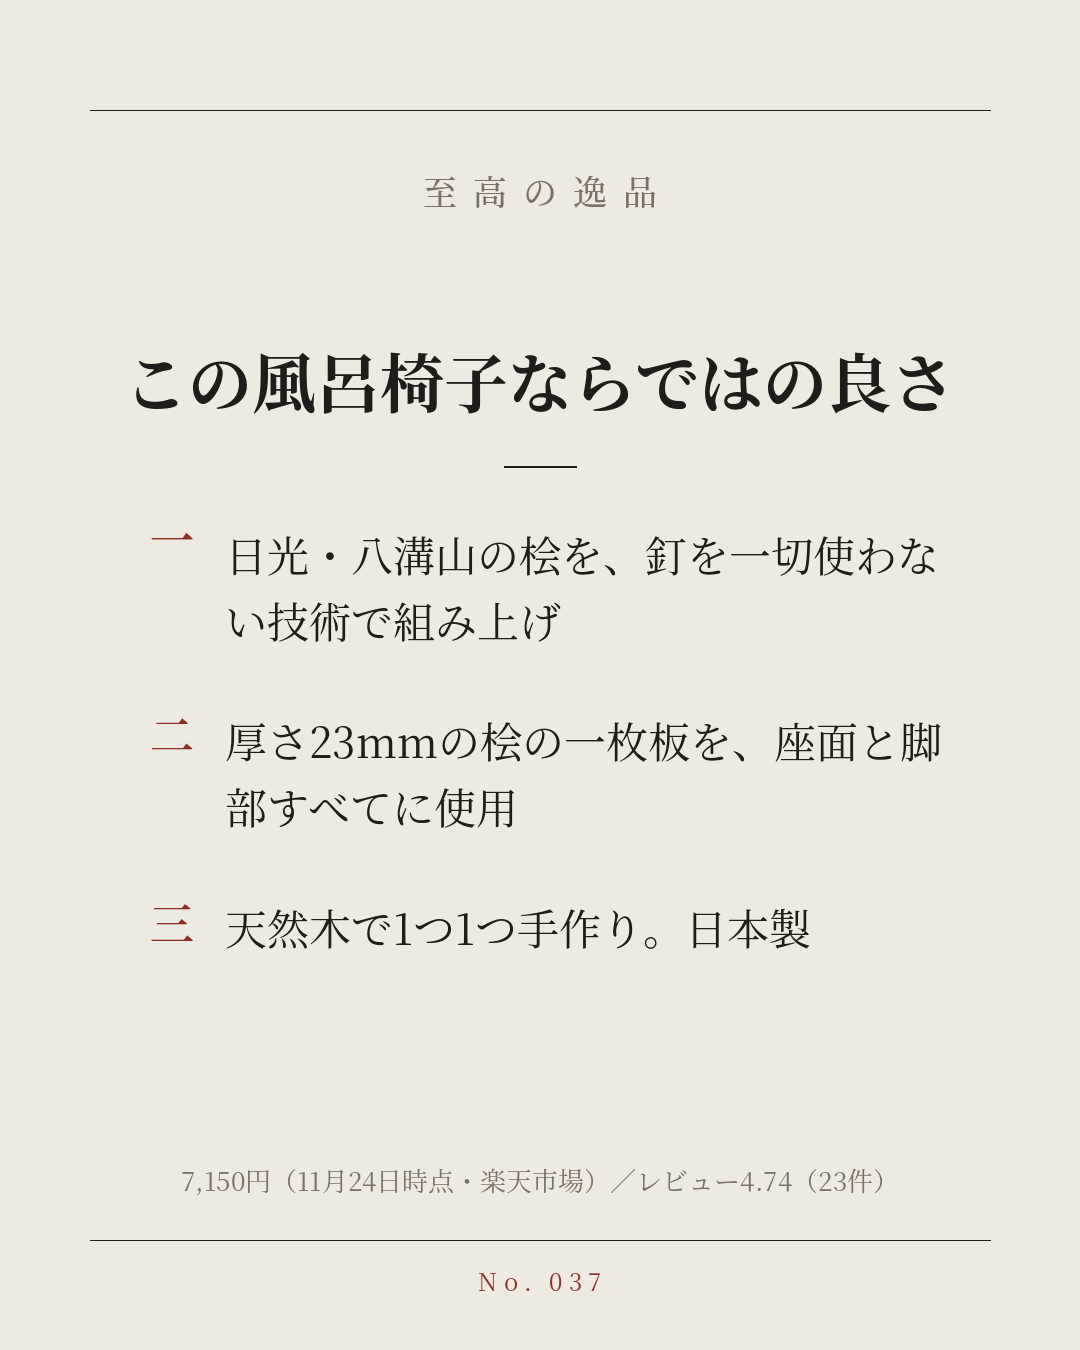 至高の逸品
この風呂椅子ならではの良さ
一 日光・八溝山の桧を、釘を一切使わな
い技術で組み上げ
二 厚さ23mmの桧の一枚板を、座面と脚
部すべてに使用
三 天然木で1つ1つ手作り。日本製
7,150円（11月24日時点・楽天市場）／レビュー4.74（23件）
No. 037